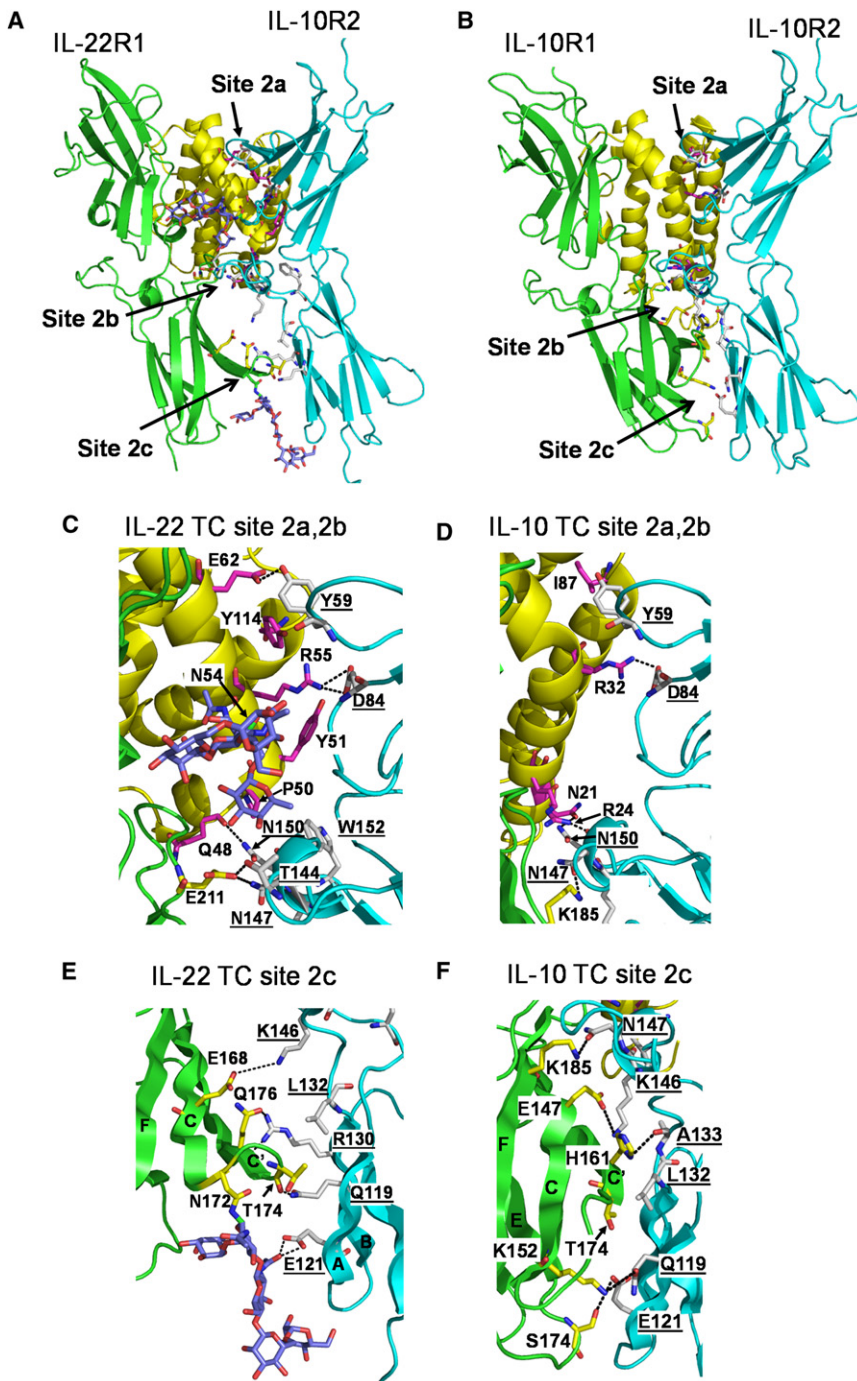 A
IL-22R1
IL-10R2
Site 2a
Site 2b
Site 2c
B
IL-10R1
IL-10R2
Site 2a
Site 2b
Site 2c
C
IL-22 TC site 2a,2b
E62
Y59
Y114
R55
N54
D84
Y51
P50
N150
W152
Q48
T144
E211
N147
D
IL-10 TC site 2a,2b
I87
Y59
R32
D84
N21
R24
N150
N147
K185
E
IL-22 TC site 2c
K146
E168
Q176
L132
F
C
R130
C'
N172
T174
Q119
E121
A
B
F
IL-10 TC site 2c
N147
K185
K146
E147
A133
F
H161
L132
C
C'
E
T174
K152
Q119
E121
S174